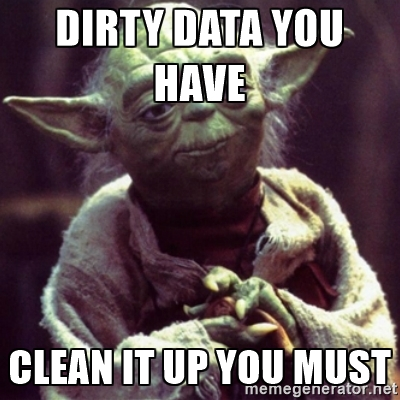 DIRTY DATA YOU
HAVE
CLEAN IT UP YOU MUST
memegenerator.net